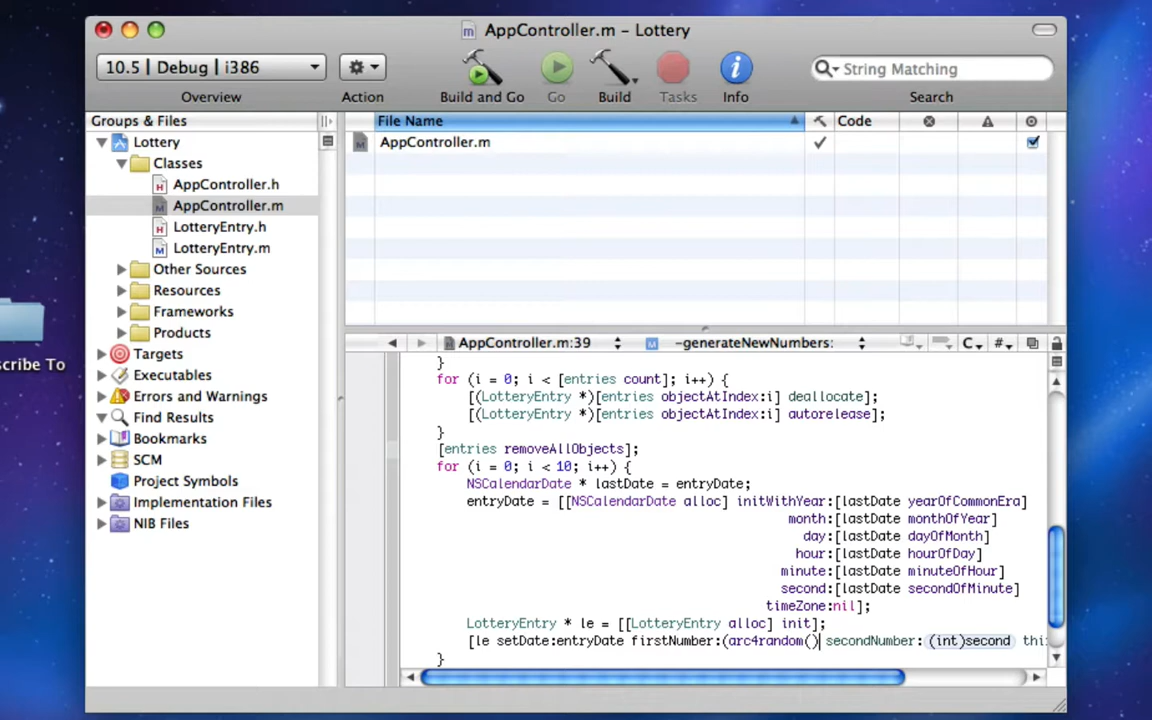 AppController.m – Lottery
10.5 | Debug | i386
String Matching
Overview
Action
Build and Go
Go
Build
Tasks
Info
Search
Groups & Files
File Name
Code
Lottery
AppController.m
Classes
AppController.h
AppController.m
LotteryEntry.h
LotteryEntry.m
Other Sources
Resources
Frameworks
Products
Targets
Executables
Errors and Warnings
Find Results
Bookmarks
SCM
Project Symbols
Implementation Files
NIB Files
scribe To
AppController.m:39
-generateNewNumbers:
C
#
}
for (i = 0; i < [entries count]; i++) {
[(LotteryEntry *)[entries objectAtIndex:i] deallocate];
[(LotteryEntry *)[entries objectAtIndex:i] autorelease];
}
[entries removeAllObjects];
for (i = 0; i < 10; i++) {
NSCalendarDate * lastDate = entryDate;
entryDate = [[NSCalendarDate alloc] initWithYear:[lastDate yearOfCommonEra]
month:[lastDate monthOfYear]
day:[lastDate dayOfMonth]
hour:[lastDate hourOfDay]
minute:[lastDate minuteOfHour]
second:[lastDate secondOfMinute]
timeZone:nil];
LotteryEntry * le = [[LotteryEntry alloc] init];
[le setDate:entryDate firstNumber:(arc4random() secondNumber:(int)second thi
}